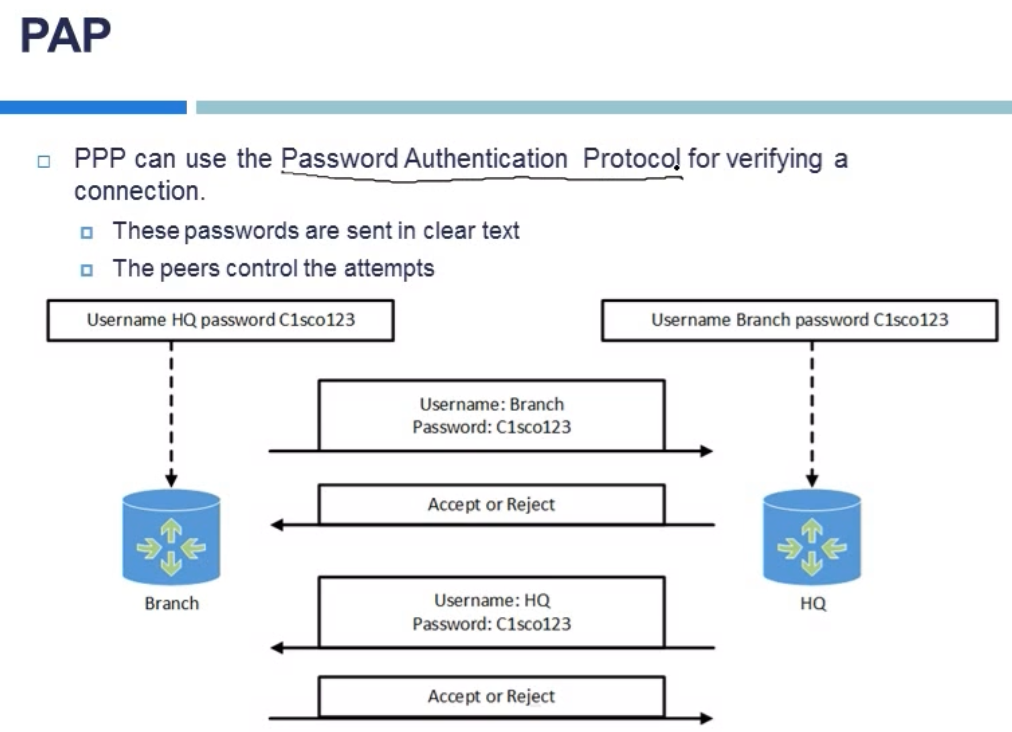 PAP
PPP can use the Password Authentication Protocol for verifying a
connection.
These passwords are sent in clear text
The peers control the attempts
Username HQ password C1sco123
Username Branch password C1sco123
Username: Branch
Password: C1sco123
Accept or Reject
Username: HQ
Password: C1sco123
Accept or Reject
Branch
HQ